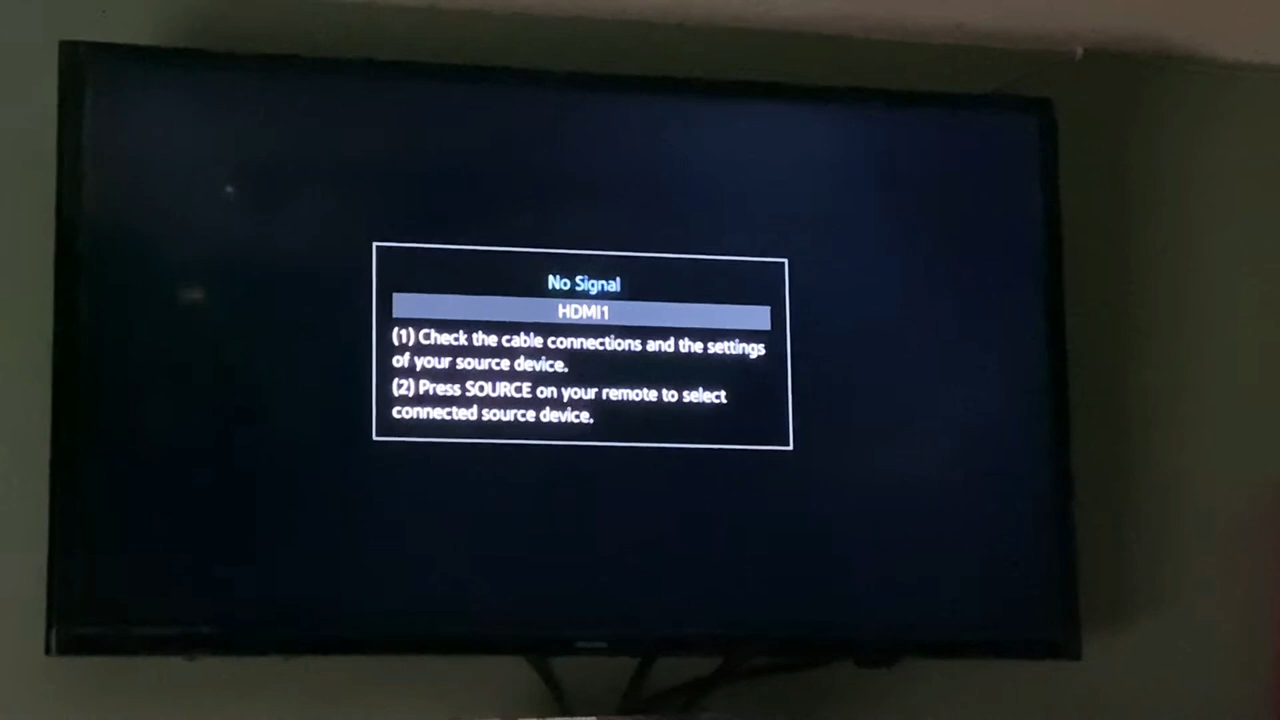 No Signal
HDMI1
(1) Check the cable connections and the settings
of your source device.
(2) Press SOURCE on your remote to select
connected source device.